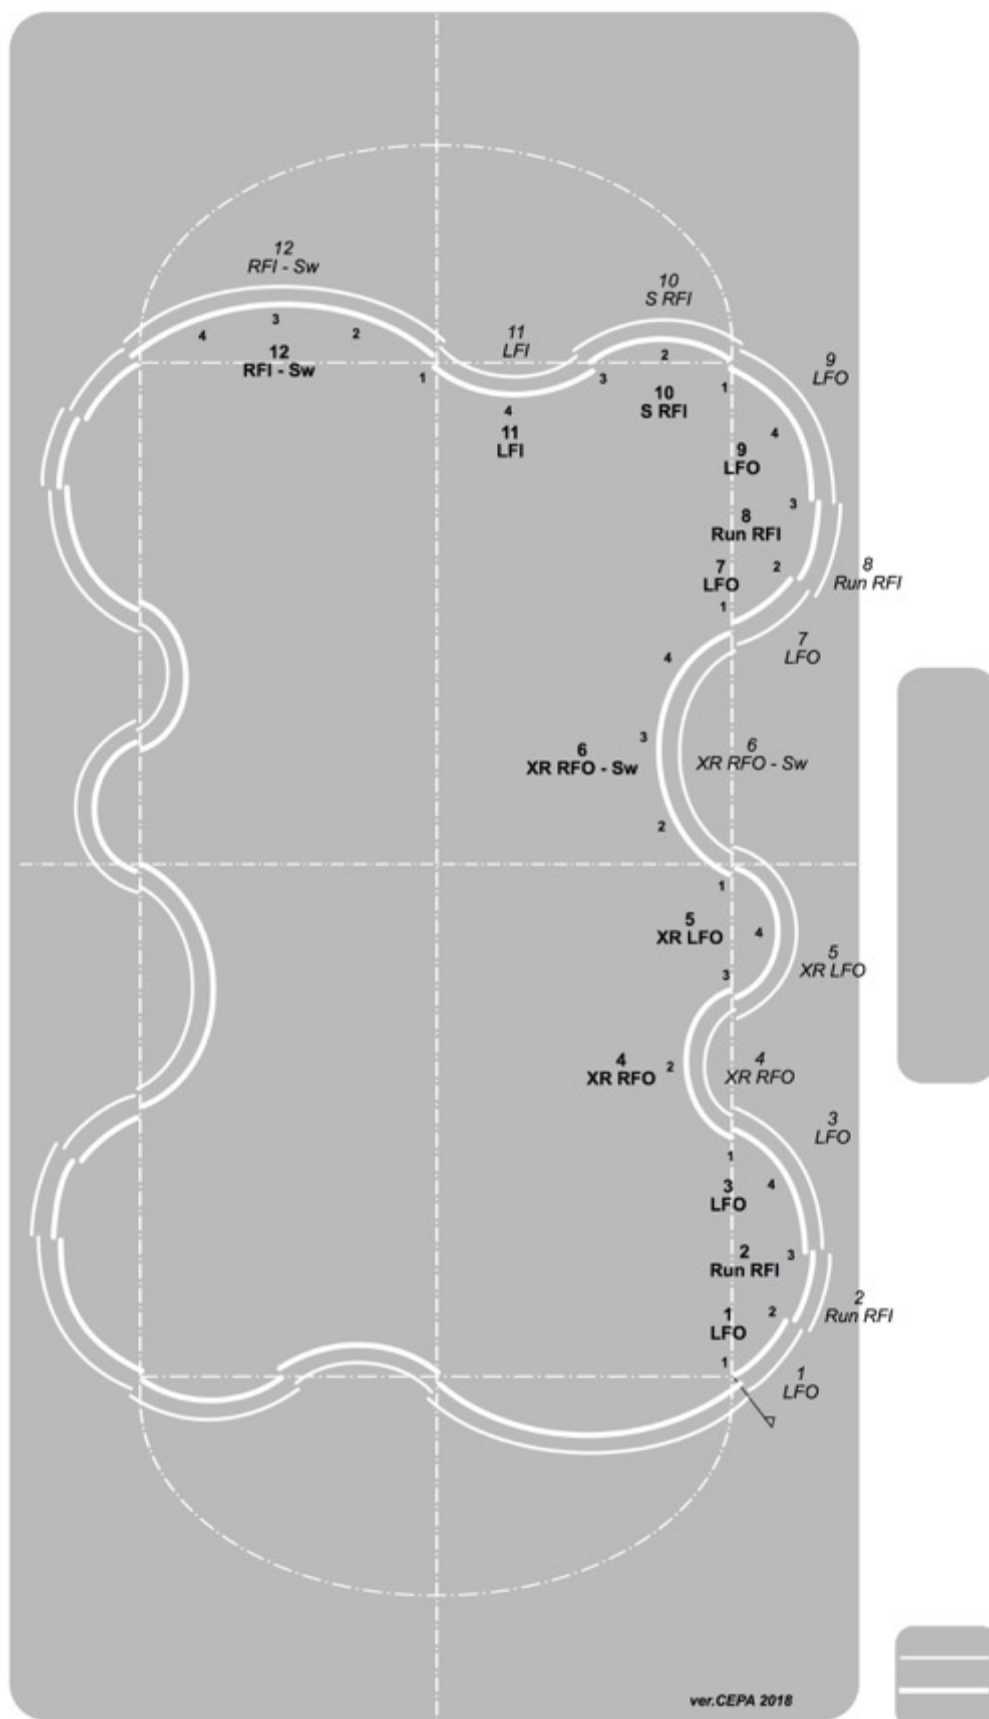 12
RFI - Sw
10
S RFI
11
LFI
4
3
2
12
RFI - Sw
1
4
11
LFI
3
2
10
S RFI
1
9
LFO
4
9
LFO
3
8
Run RFI
2
7
LFO
1
8
Run RFI
7
LFO
4
3
6
XR RFO - Sw
6
XR RFO - Sw
2
1
5
XR LFO
4
3
5
XR LFO
4
XR RFO
2
4
XR RFO
3
LFO
1
3
LFO
4
2
Run RFI
3
1
LFO
2
1
2
Run RFI
1
LFO
ver.CEPA 2018